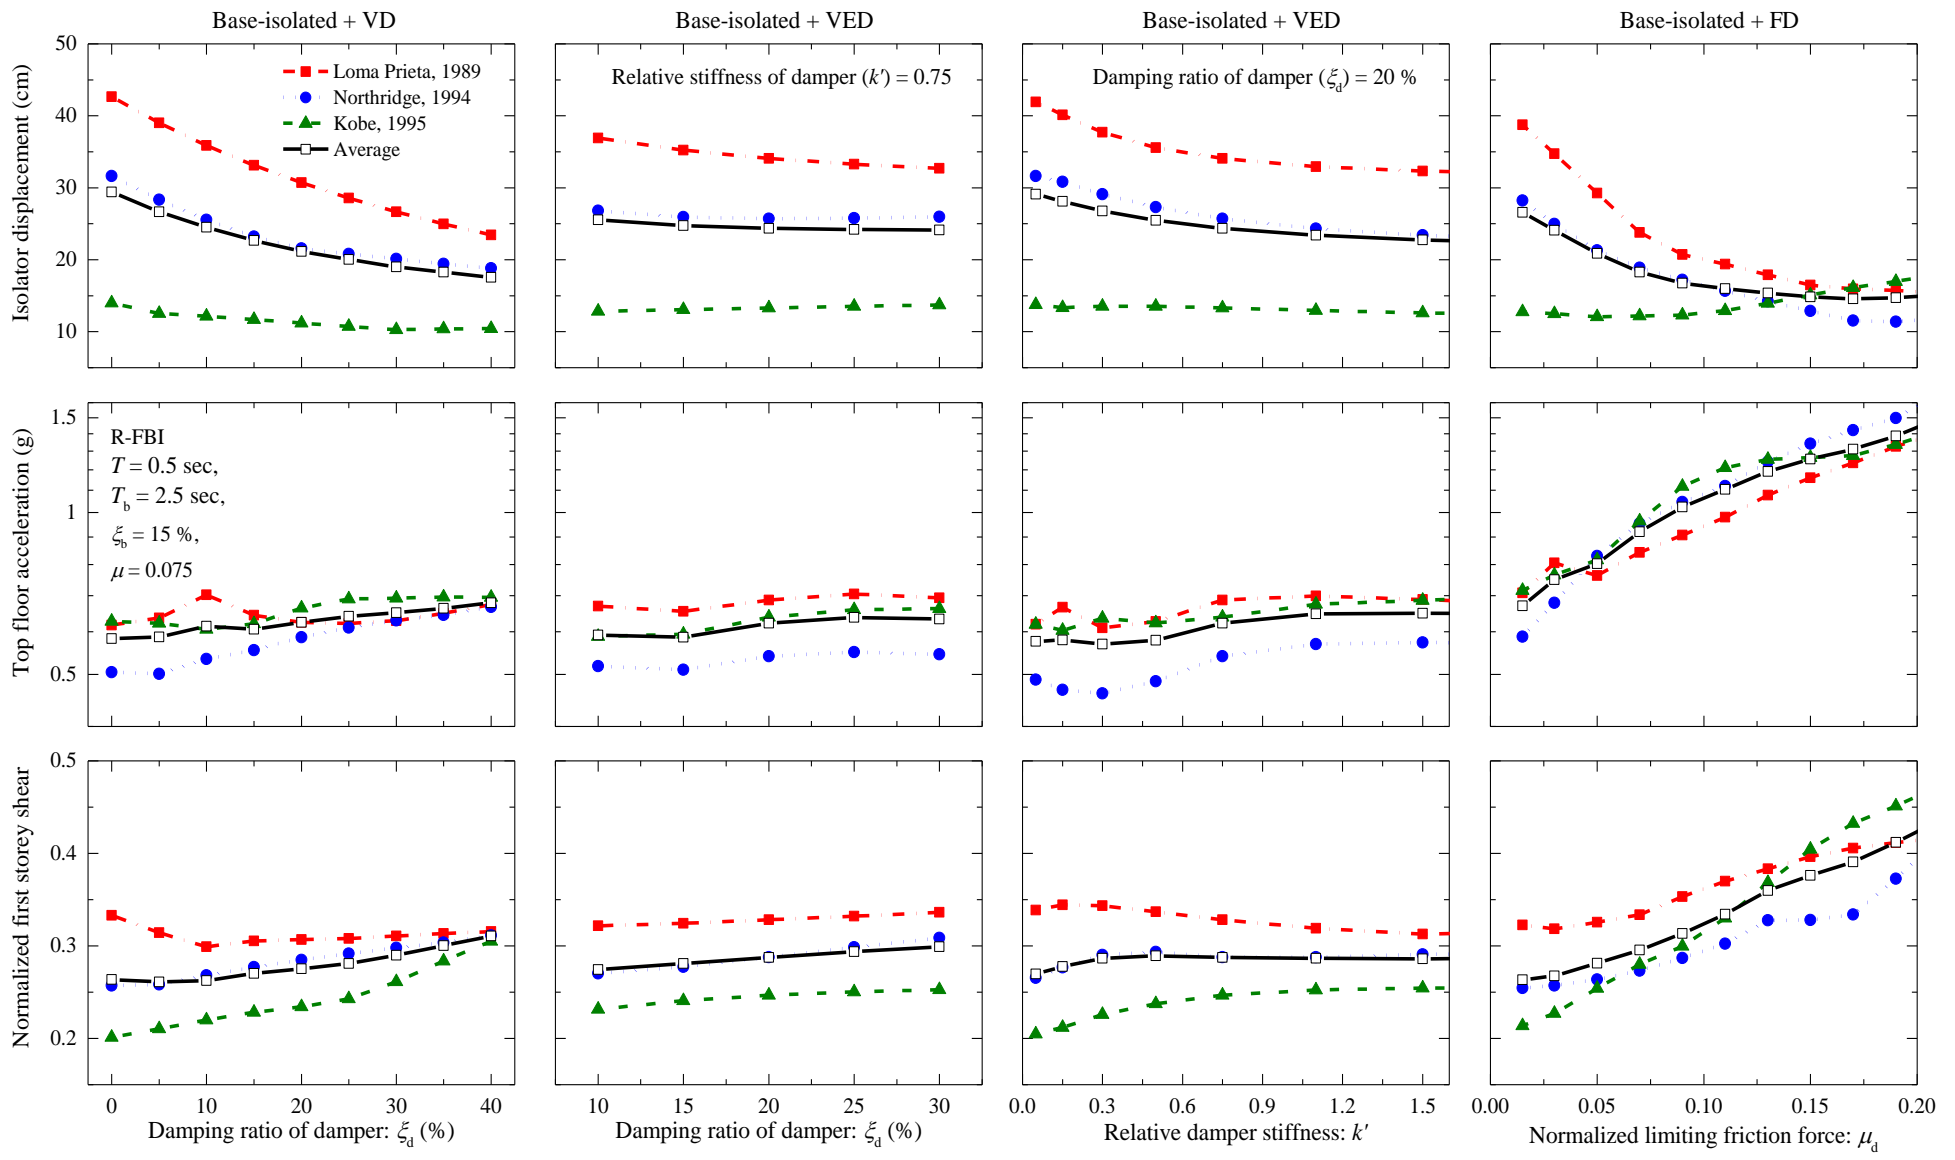 Base-isolated + VD
Base-isolated + VED
Base-isolated + VED
Base-isolated + FD
Isolator displacement (cm)
50
40
30
20
10
Loma Prieta, 1989
Northridge, 1994
Kobe, 1995
Average
Relative stiffness of damper (k′) = 0.75
Damping ratio of damper (ξd) = 20 %
Top floor acceleration (g)
1.5
1
0.5
R-FBI
T = 0.5 sec,
Tb = 2.5 sec,
ξb = 15 %,
μ = 0.075
Normalized first storey shear
0.5
0.4
0.3
0.2
0 10 20 30 40
Damping ratio of damper: ξd (%)
10 15 20 25 30
Damping ratio of damper: ξd (%)
0.0 0.3 0.6 0.9 1.2 1.5
Relative damper stiffness: k′
0.00 0.05 0.10 0.15 0.20
Normalized limiting friction force: μd